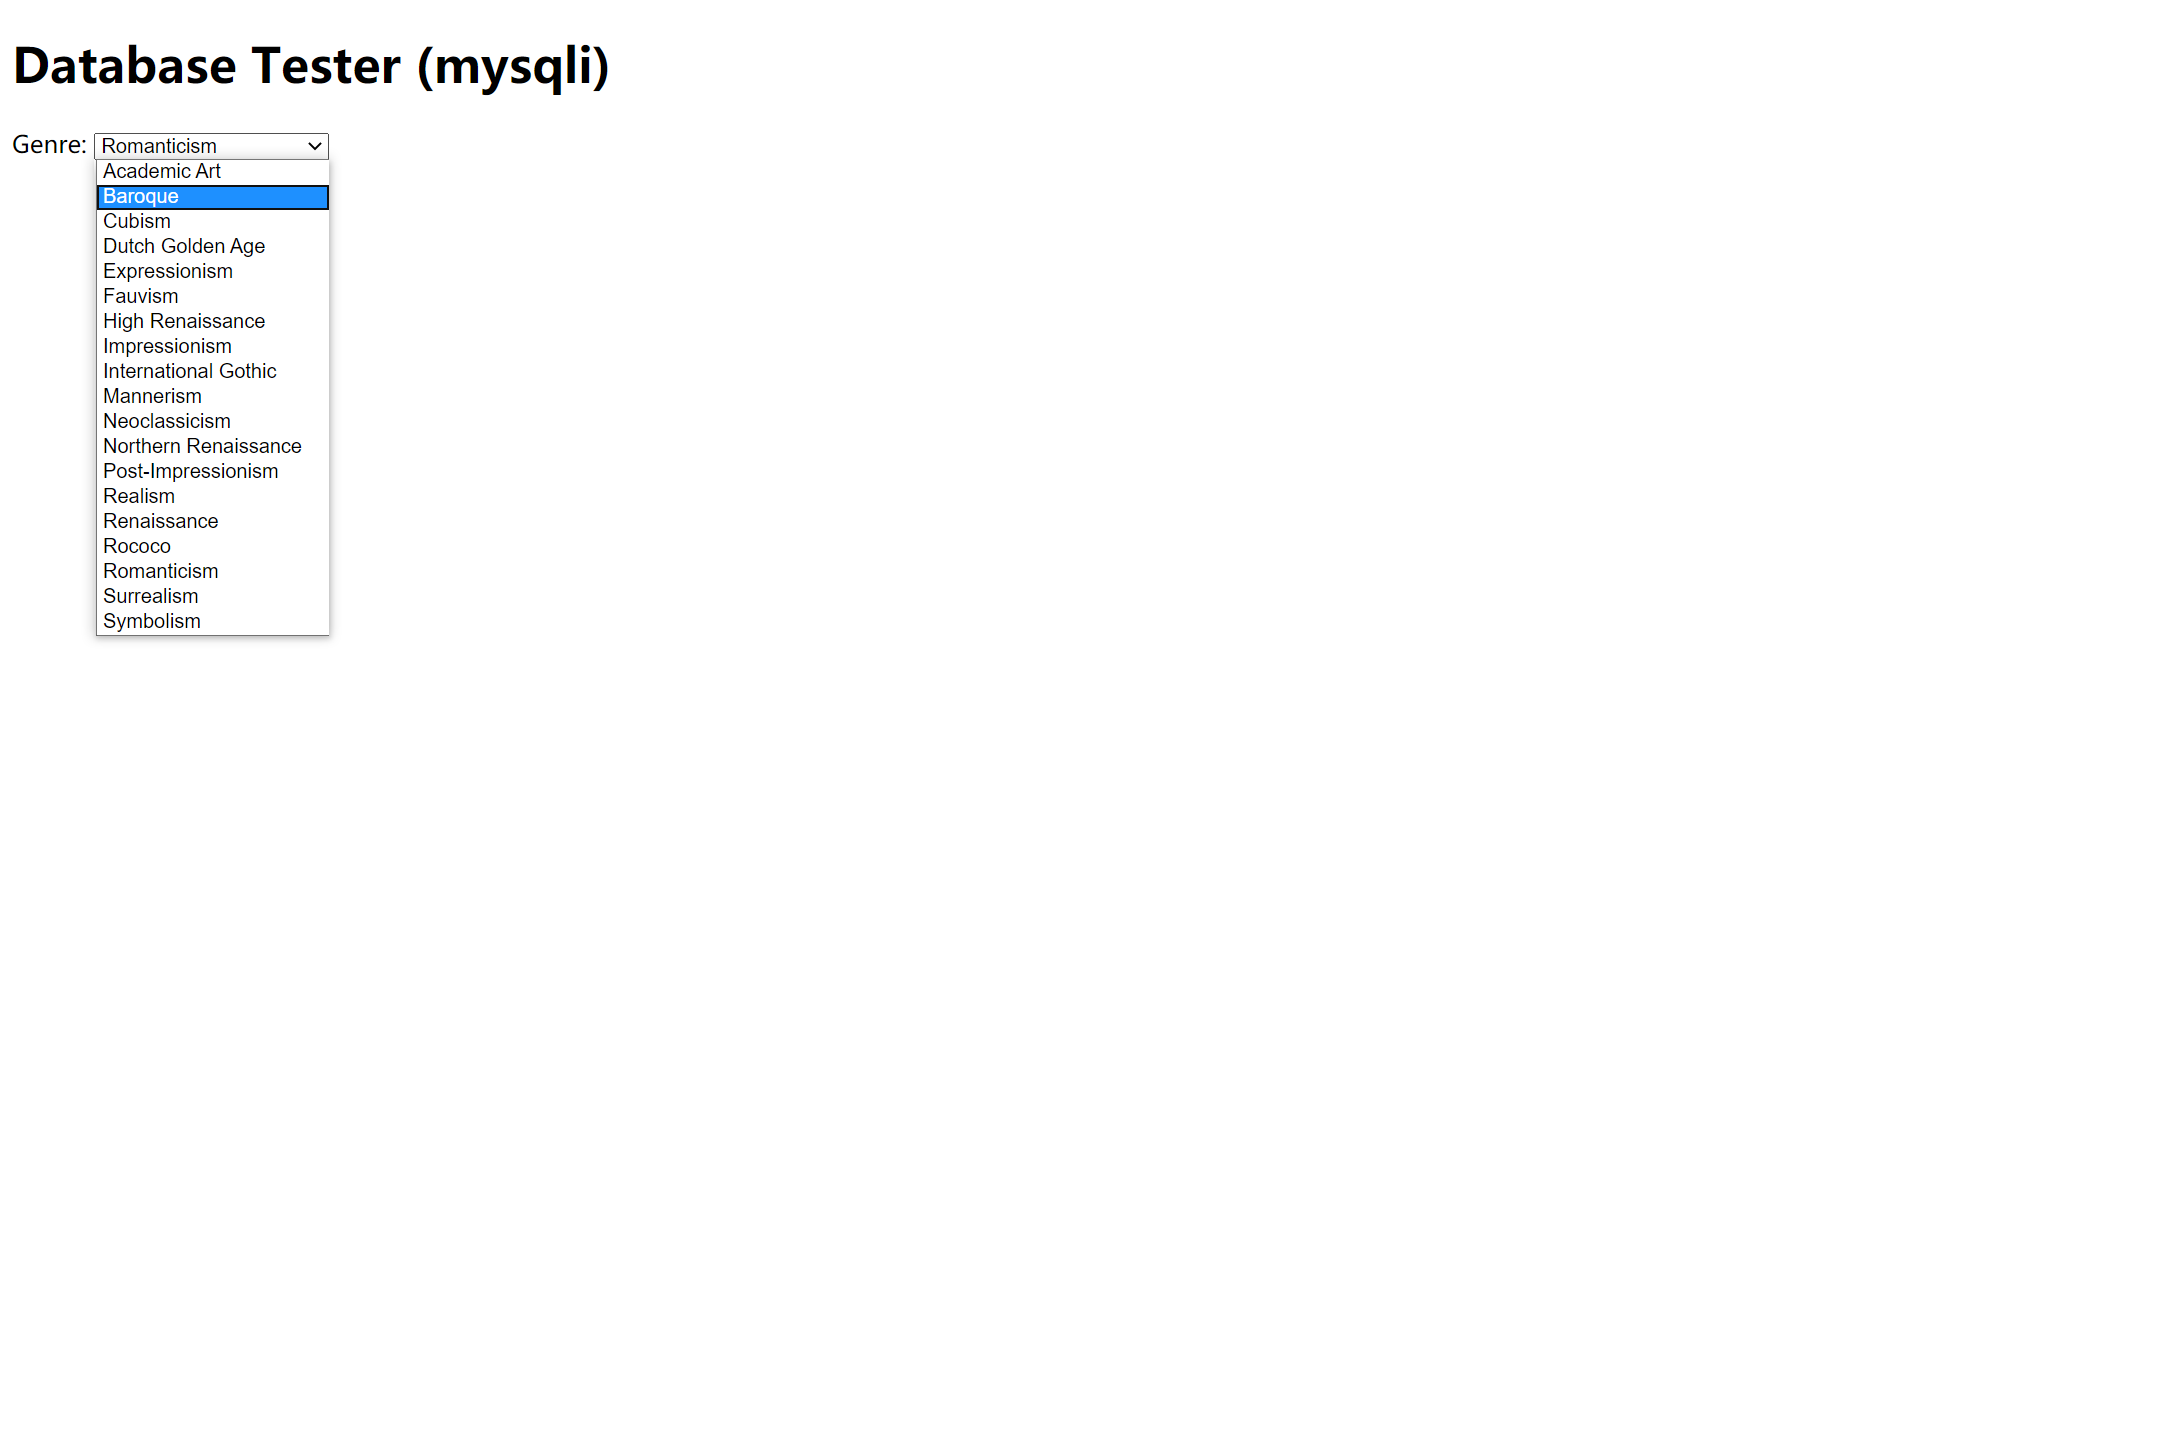 Database Tester (mysqli)
Genre: Romanticism
Academic Art
Baroque
Cubism
Dutch Golden Age
Expressionism
Fauvism
High Renaissance
Impressionism
International Gothic
Mannerism
Neoclassicism
Northern Renaissance
Post-Impressionism
Realism
Renaissance
Rococo
Romanticism
Surrealism
Symbolism